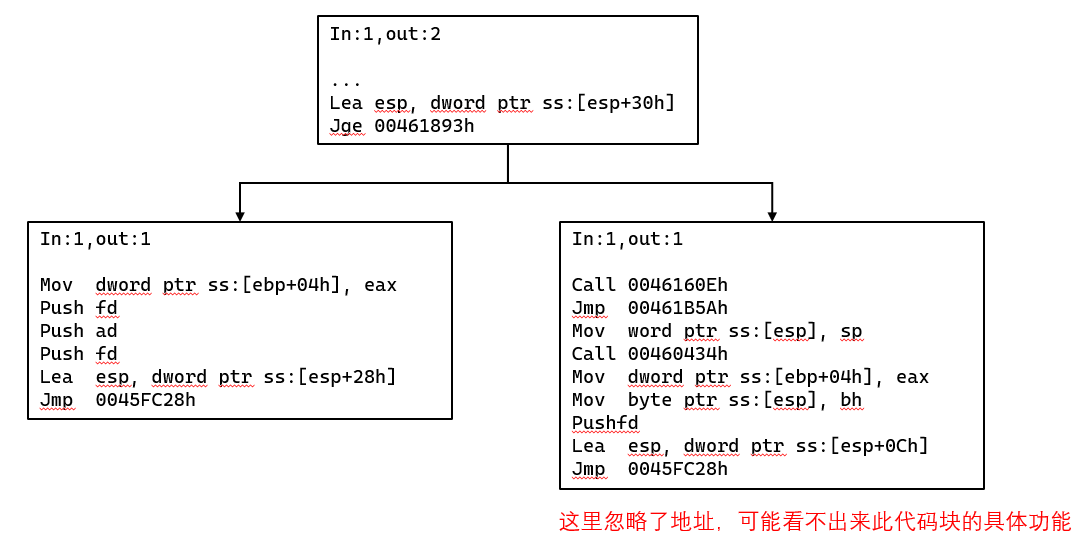 In:1,out:2
...
Lea esp, dword ptr ss:[esp+30h]
Jge 00461893h
In:1,out:1
Mov dword ptr ss:[ebp+04h], eax
Push fd
Push ad
Push fd
Lea esp, dword ptr ss:[esp+28h]
Jmp 0045FC28h
In:1,out:1
Call 0046160Eh
Jmp 00461B5Ah
Mov word ptr ss:[esp], sp
Call 00460434h
Mov dword ptr ss:[ebp+04h], eax
Mov byte ptr ss:[esp], bh
Pushfd
Lea esp, dword ptr ss:[esp+0Ch]
Jmp 0045FC28h
这里忽略了地址，可能看不出来此代码块的具体功能